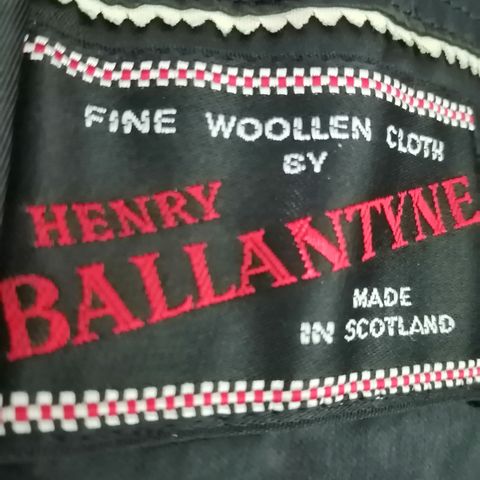 FINE WOOLLEN CLOTH
BY
HENRY
BALLANTYNE
MADE
IN SCOTLAND